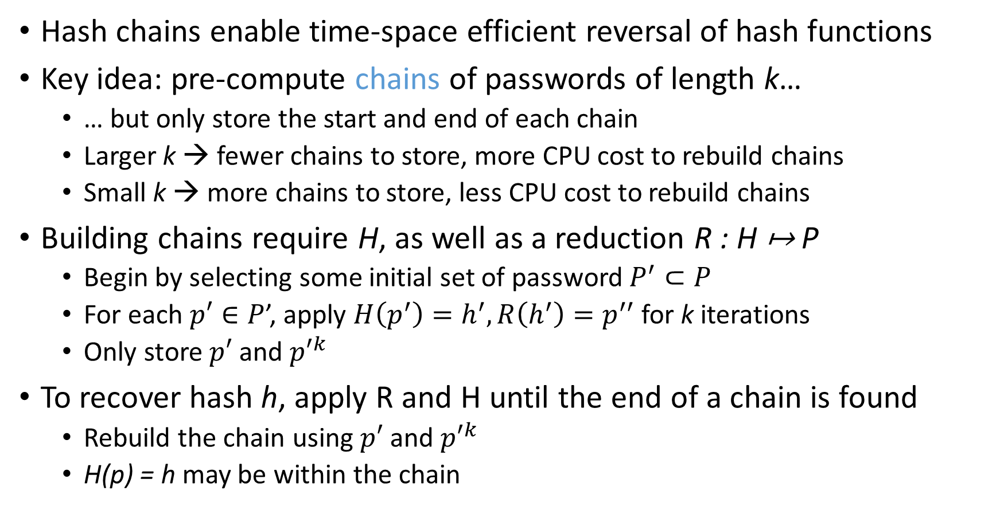 • Hash chains enable time-space efficient reversal of hash functions
• Key idea: pre-compute chains of passwords of length k…
• … but only store the start and end of each chain
• Larger k → fewer chains to store, more CPU cost to rebuild chains
• Small k → more chains to store, less CPU cost to rebuild chains
• Building chains require H, as well as a reduction R : H ↦ P
• Begin by selecting some initial set of password P′ ⊂ P
• For each p′ ∈ P’, apply H(p′) = h′, R(h′) = p′′ for k iterations
• Only store p′ and p′ᵏ
• To recover hash h, apply R and H until the end of a chain is found
• Rebuild the chain using p′ and p′ᵏ
• H(p) = h may be within the chain